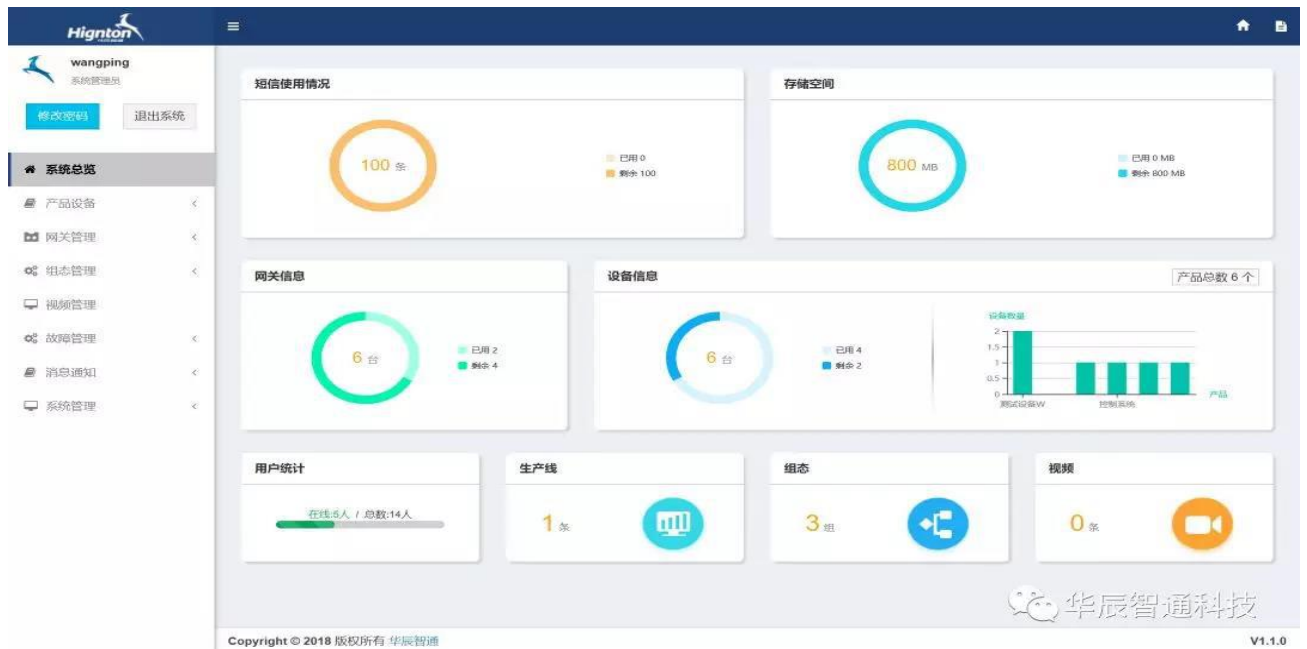 Hignton
wangping
系统管理员
修改密码
退出系统
系统总览
产品设备
网关管理
组态管理
视频管理
故障管理
消息通知
系统管理
短信使用情况
100 条
已用 0
剩余 100
存储空间
800 MB
已用 0 MB
剩余 800 MB
网关信息
6 台
已用 2
剩余 4
设备信息
产品总数 6 个
6 台
已用 4
剩余 2
设备数量
2
1.5
1
0.5
0
测试设备W
控制系统
产品
用户统计
在线:5人 / 总数:14人
生产线
1 条
组态
3 组
视频
0 条
华辰智通科技
Copyright © 2018 版权所有 华辰智通
V1.1.0